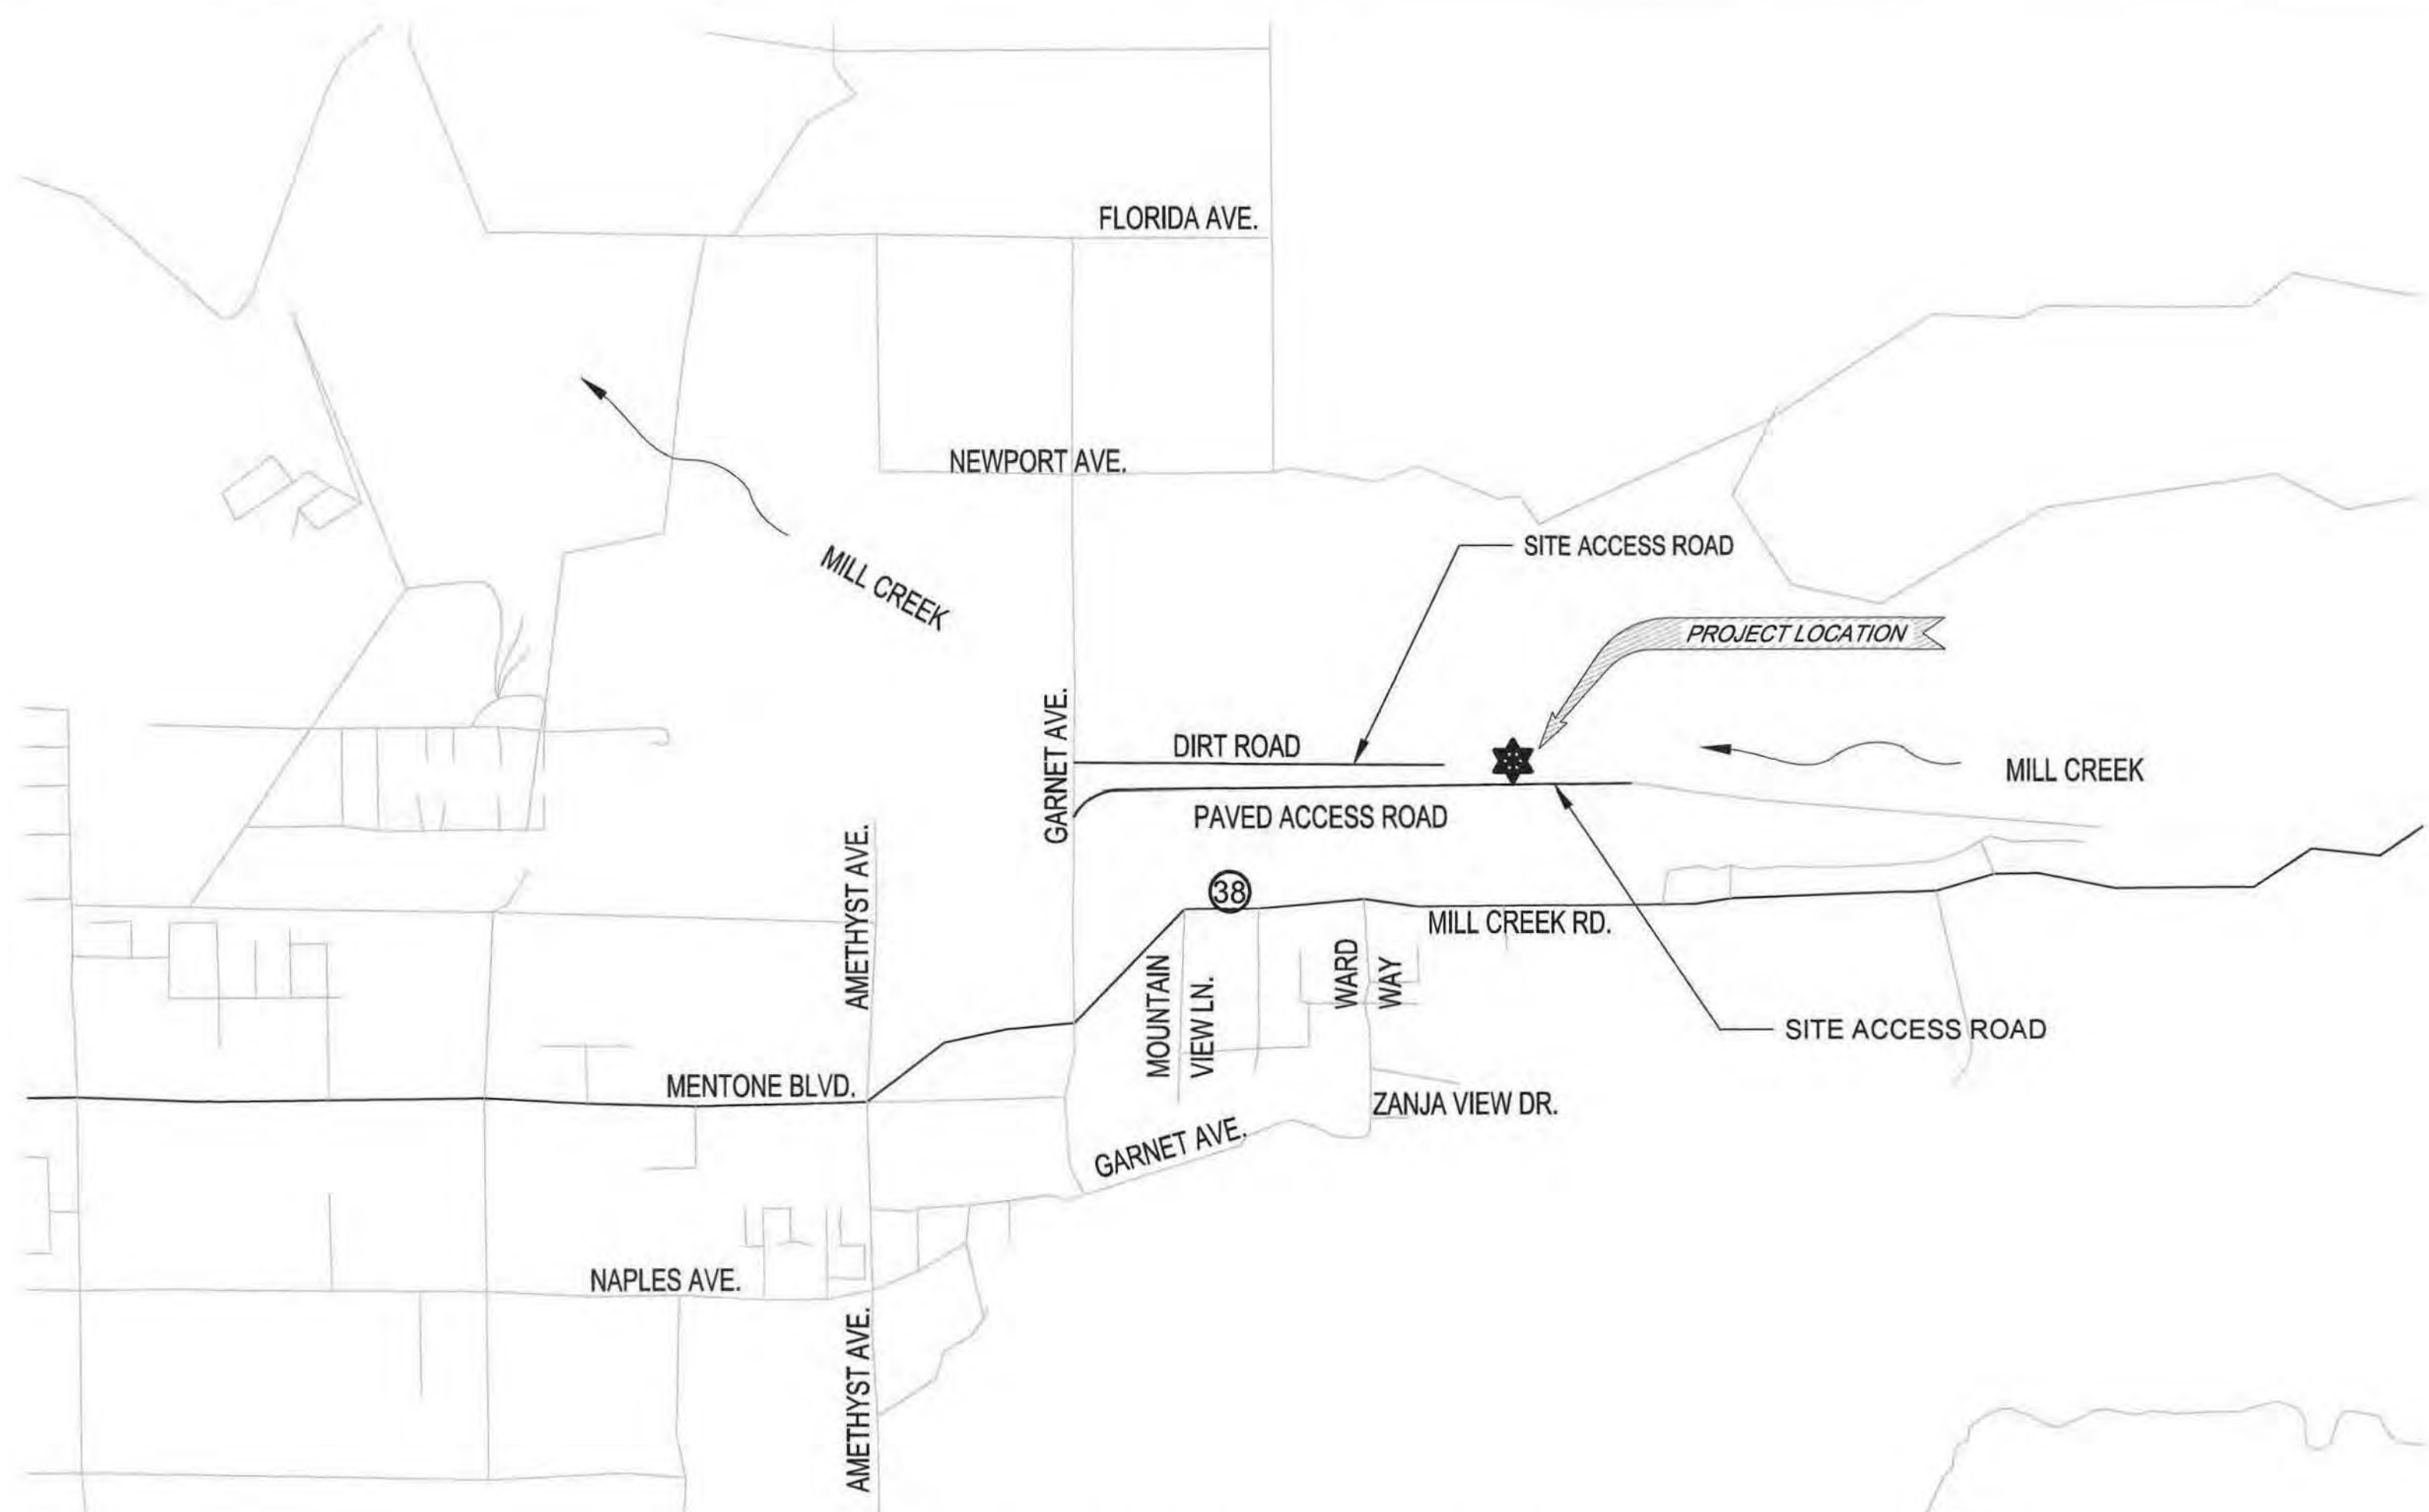 FLORIDA AVE.
NEWPORT AVE.
SITE ACCESS ROAD
MILL CREEK
PROJECT LOCATION
GARNET AVE.
DIRT ROAD
MILL CREEK
PAVED ACCESS ROAD
AMETHYST AVE.
38
MILL CREEK RD.
MOUNTAIN
VIEW LN.
WARD
WAY
SITE ACCESS ROAD
MENTONE BLVD.
ZANJA VIEW DR.
GARNET AVE.
NAPLES AVE.
AMETHYST AVE.